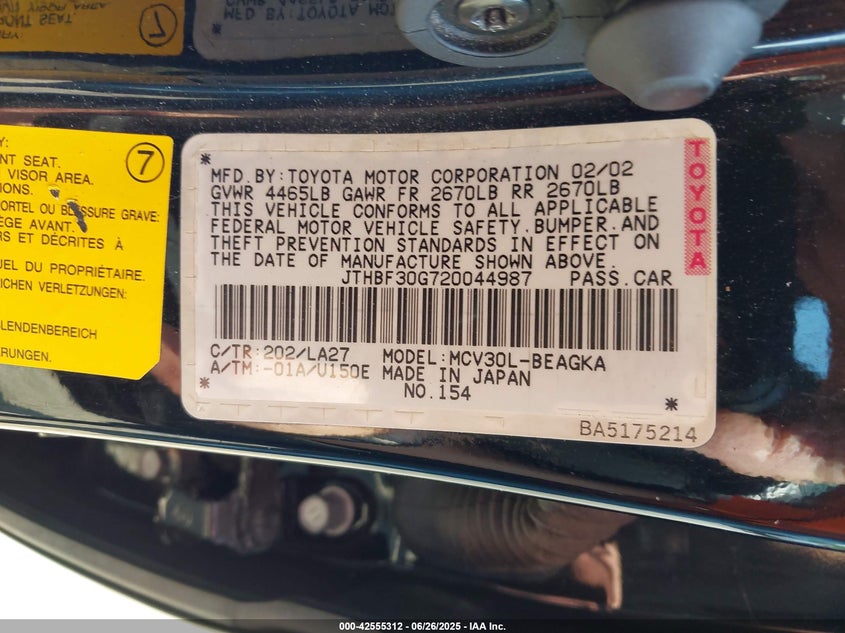 Y:
NT SEAT.
VISOR AREA.
IONS.
7
ORTEL OU BLESSURE GRAVE:
ÈGE AVANT.
RS ET DÉCRITES À
UEL DU PROPRIÉTAIRE.
ICHEN VERLETZUNGEN:
LENDENBEREICH
ERFAHRUNG.
MFD.BY:TOYOTA MOTOR CORPORATION 02/02
GVWR 4465LB GAWR FR 2670LB RR 2670LB
THIS VEHICLE CONFORMS TO ALL APPLICABLE
FEDERAL MOTOR VEHICLE SAFETY,BUMPER,AND
THEFT PREVENTION STANDARDS IN EFFECT ON
THE DATE OF MANUFACTURE SHOWN ABOVE.
JTHBF30G720044987 PASS.CAR
C/TR:202/LA27 MODEL:MCV30L-BEAGKA
A/TM:-01A/U150E MADE IN JAPAN
NO.154
BA5175214
TOYOTA
000-42555312 - 06/26/2025 - IAA Inc.